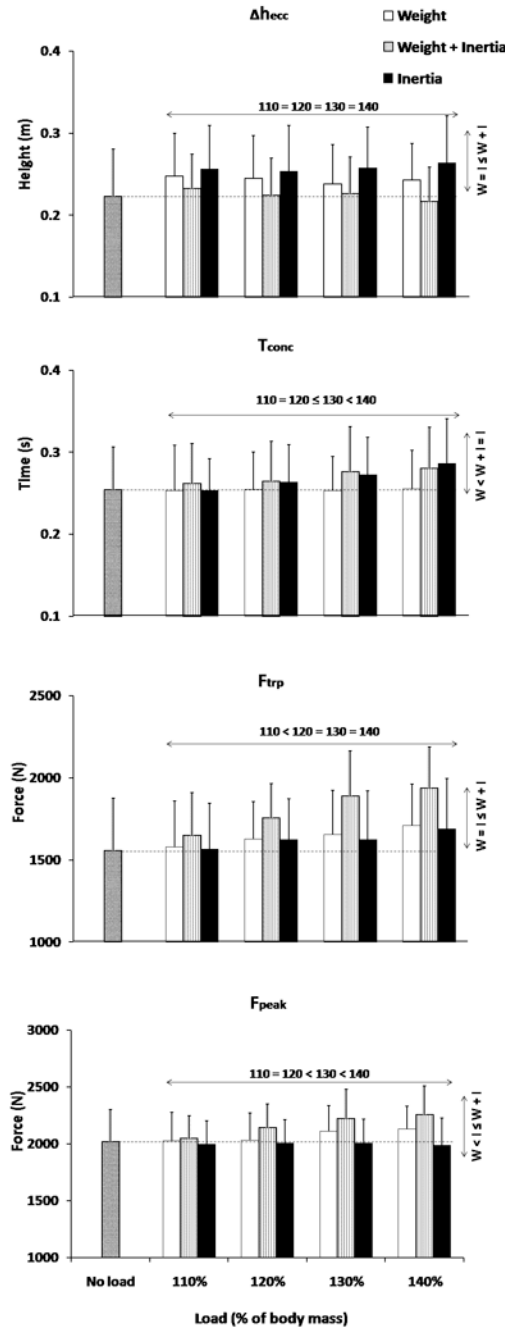 Δhecc
Weight
Weight + Inertia
Inertia
0.4
0.3
0.2
0.1
Height (m)
110 = 120 = 130 = 140
W = I ≤ W + I
Tconc
0.4
0.3
0.2
0.1
Time (s)
110 = 120 ≤ 130 < 140
W < W + I = I
Ftrp
2500
2000
1500
1000
Force (N)
110 < 120 = 130 = 140
W = I ≤ W + I
Fpeak
3000
2500
2000
1500
1000
Force (N)
110 = 120 < 130 < 140
W < I ≤ W + I
No load 110% 120% 130% 140%
Load (% of body mass)